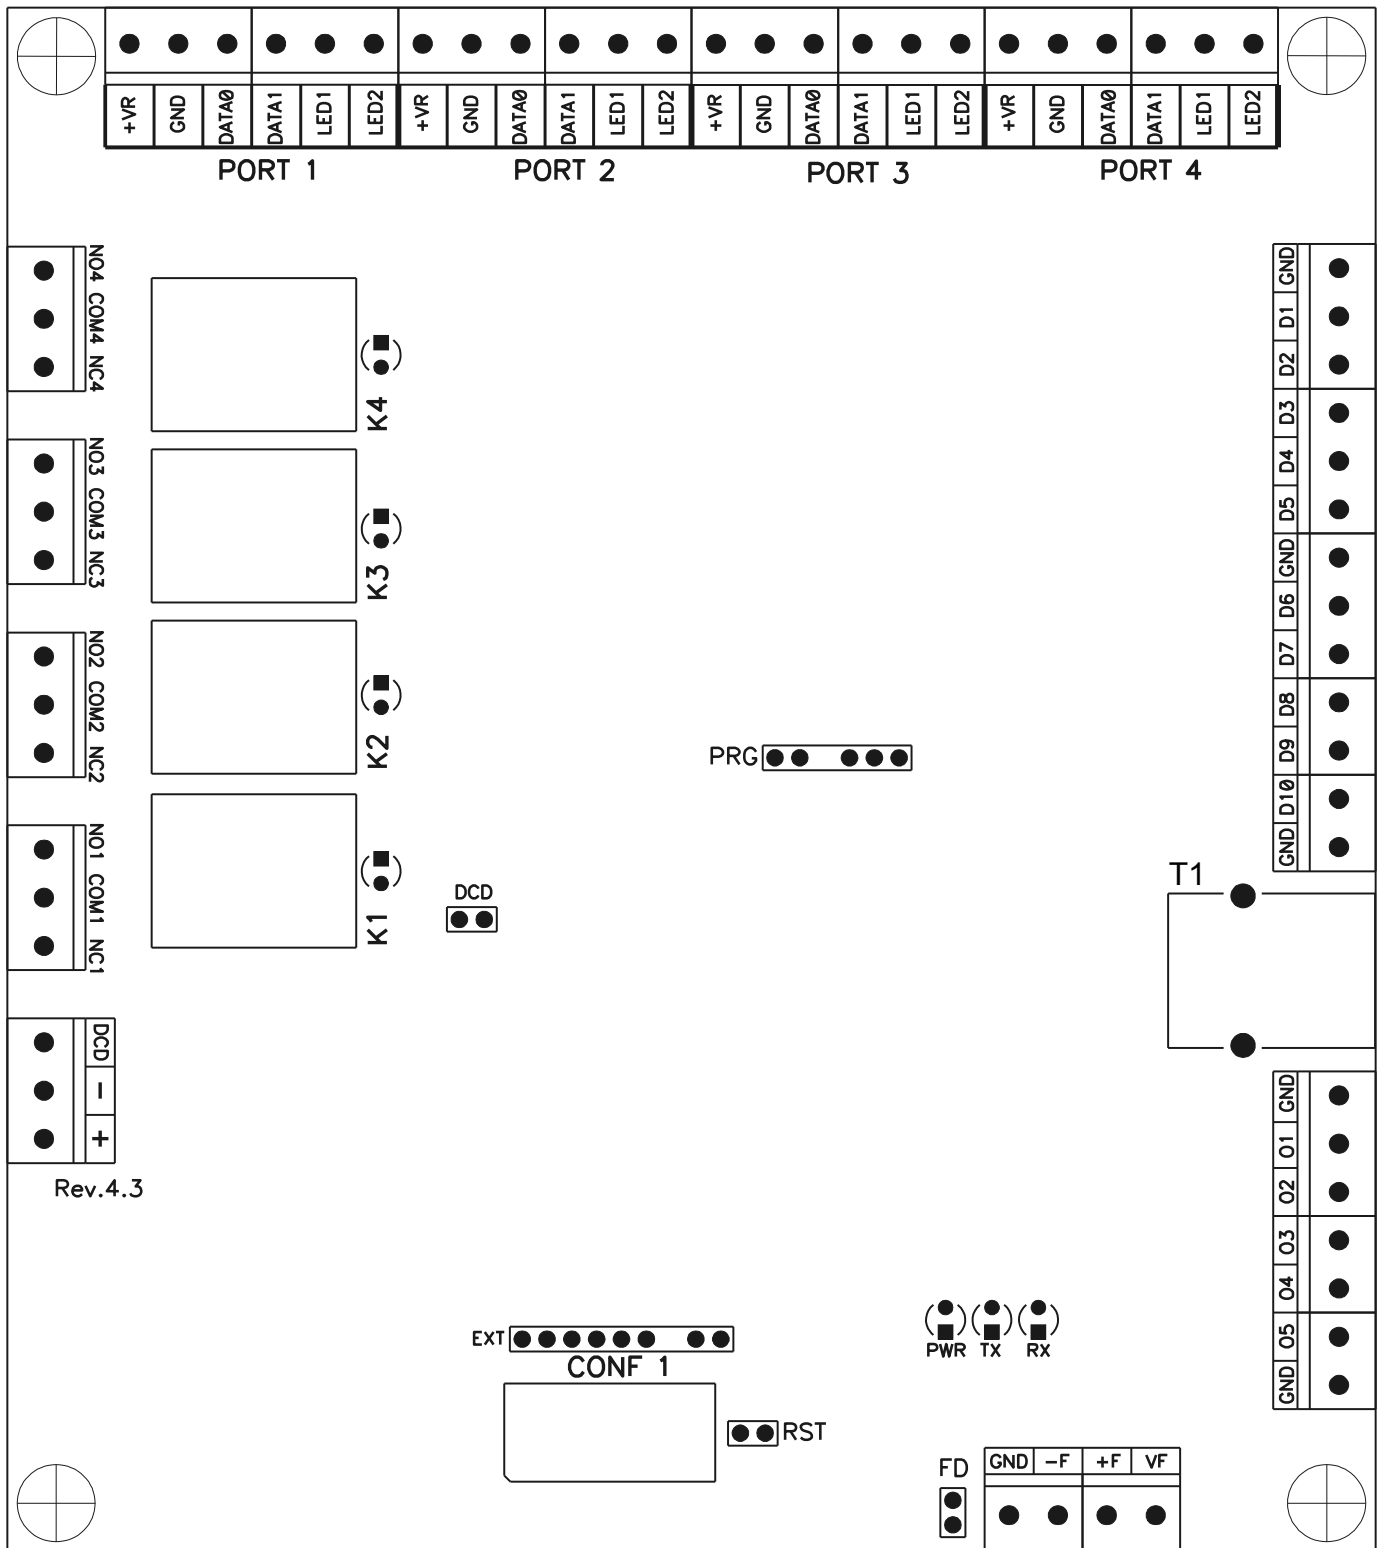 +VR GND DATA0 DATA1 LED1 LED2 +VR GND DATA0 DATA1 LED1 LED2 +VR GND DATA0 DATA1 LED1 LED2 +VR GND DATA0 DATA1 LED1 LED2
PORT 1 PORT 2 PORT 3 PORT 4
NO4 COM4 NC4
K4
NO3 COM3 NC3
K3
NO2 COM2 NC2
K2
NO1 COM1 NC1
K1
DCD
-
+
Rev.4.3
DCD
PRG
GND
D1
D2
D3
D4
D5
GND
D6
D7
D8
D9
D10
GND
T1
GND
O1
O2
O3
O4
O5
GND
EXT
CONF 1
RST
PWR TX RX
FD
GND -F +F VF